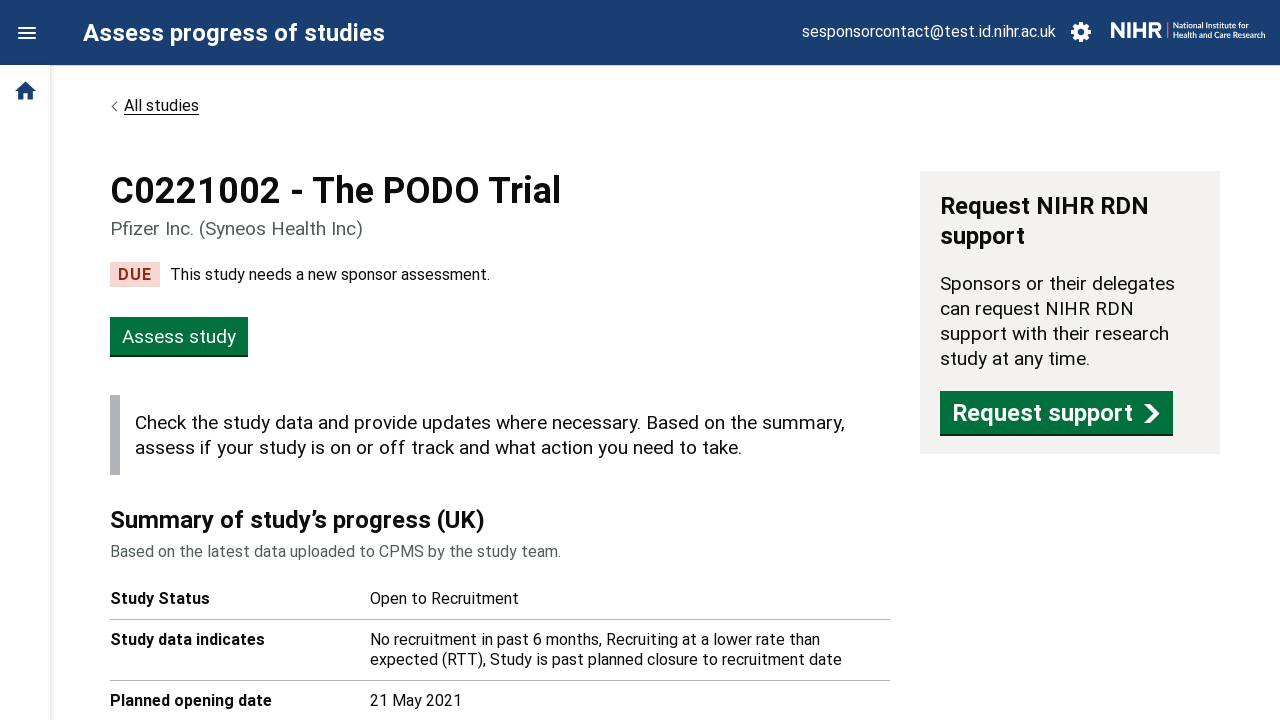 Assess progress of studies
sesponsorcontact@test.id.nihr.ac.uk
NIHR
National Institute for
Health and Care Research
All studies
C0221002 - The PODO Trial
Pfizer Inc. (Syneos Health Inc)
DUE This study needs a new sponsor assessment.
Assess study
Check the study data and provide updates where necessary. Based on the summary,
assess if your study is on or off track and what action you need to take.
Summary of study’s progress (UK)
Based on the latest data uploaded to CPMS by the study team.
Study Status Open to Recruitment
Study data indicates No recruitment in past 6 months, Recruiting at a lower rate than
expected (RTT), Study is past planned closure to recruitment date
Planned opening date 21 May 2021
Request NIHR RDN
support
Sponsors or their delegates
can request NIHR RDN
support with their research
study at any time.
Request support